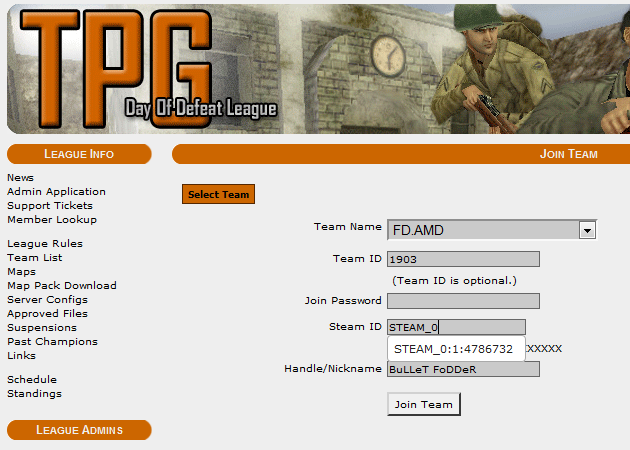 TPG
Day Of Defeat League
LEAGUE INFO
JOIN TEAM
News
Admin Application
Support Tickets
Member Lookup
League Rules
Team List
Maps
Map Pack Download
Server Configs
Approved Files
Suspensions
Past Champions
Links
Schedule
Standings
LEAGUE ADMINS
Select Team
Team Name FD.AMD
Team ID 1903
(Team ID is optional.)
Join Password
Steam ID STEAM_0
STEAM_0:1:4786732 XXXXX
Handle/Nickname BuLLeT FoDDeR
Join Team